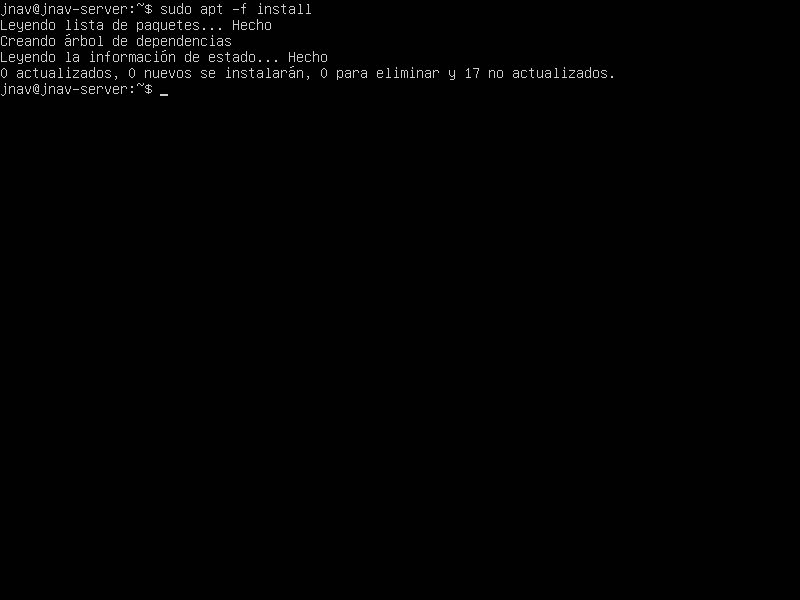 jnav@jnav-server:~$ sudo apt -f install
Leyendo lista de paquetes... Hecho
Creando árbol de dependencias
Leyendo la información de estado... Hecho
0 actualizados, 0 nuevos se instalarán, 0 para eliminar y 17 no actualizados.
jnav@jnav-server:~$ _